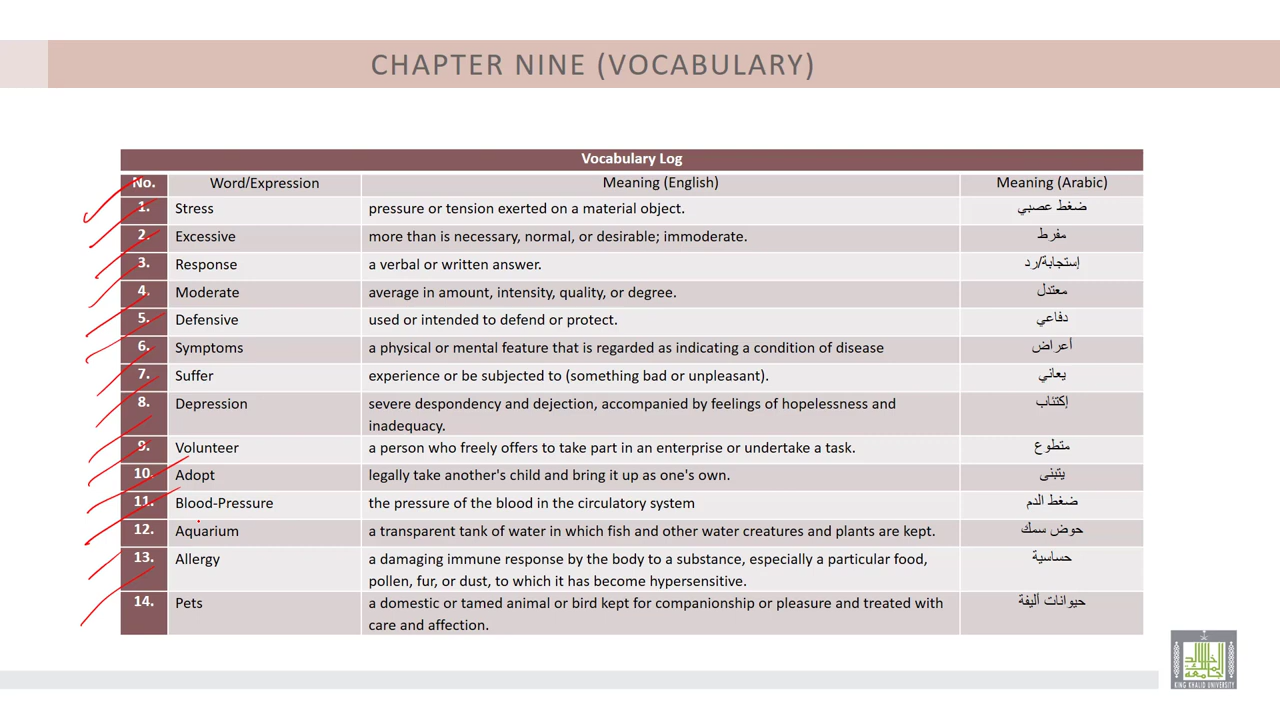 CHAPTER NINE (VOCABULARY)
Vocabulary Log
No. Word/Expression Meaning (English) Meaning (Arabic)
1. Stress pressure or tension exerted on a material object. ضغط عصبي
2. Excessive more than is necessary, normal, or desirable; immoderate. مفرط
3. Response a verbal or written answer. إستجابة/رد
4. Moderate average in amount, intensity, quality, or degree. معتدل
5. Defensive used or intended to defend or protect. دفاعي
6. Symptoms a physical or mental feature that is regarded as indicating a condition of disease أعراض
7. Suffer experience or be subjected to (something bad or unpleasant). يعاني
8. Depression severe despondency and dejection, accompanied by feelings of hopelessness and إكتئاب
inadequacy.
9. Volunteer a person who freely offers to take part in an enterprise or undertake a task. متطوع
10. Adopt legally take another's child and bring it up as one's own. يتبنى
11. Blood-Pressure the pressure of the blood in the circulatory system ضغط الدم
12. Aquarium a transparent tank of water in which fish and other water creatures and plants are kept. حوض سمك
13. Allergy a damaging immune response by the body to a substance, especially a particular food, حساسية
pollen, fur, or dust, to which it has become hypersensitive.
14. Pets a domestic or tamed animal or bird kept for companionship or pleasure and treated with حيوانات أليفة
care and affection.
جامعة الملك خالد
KING KHALID UNIVERSITY